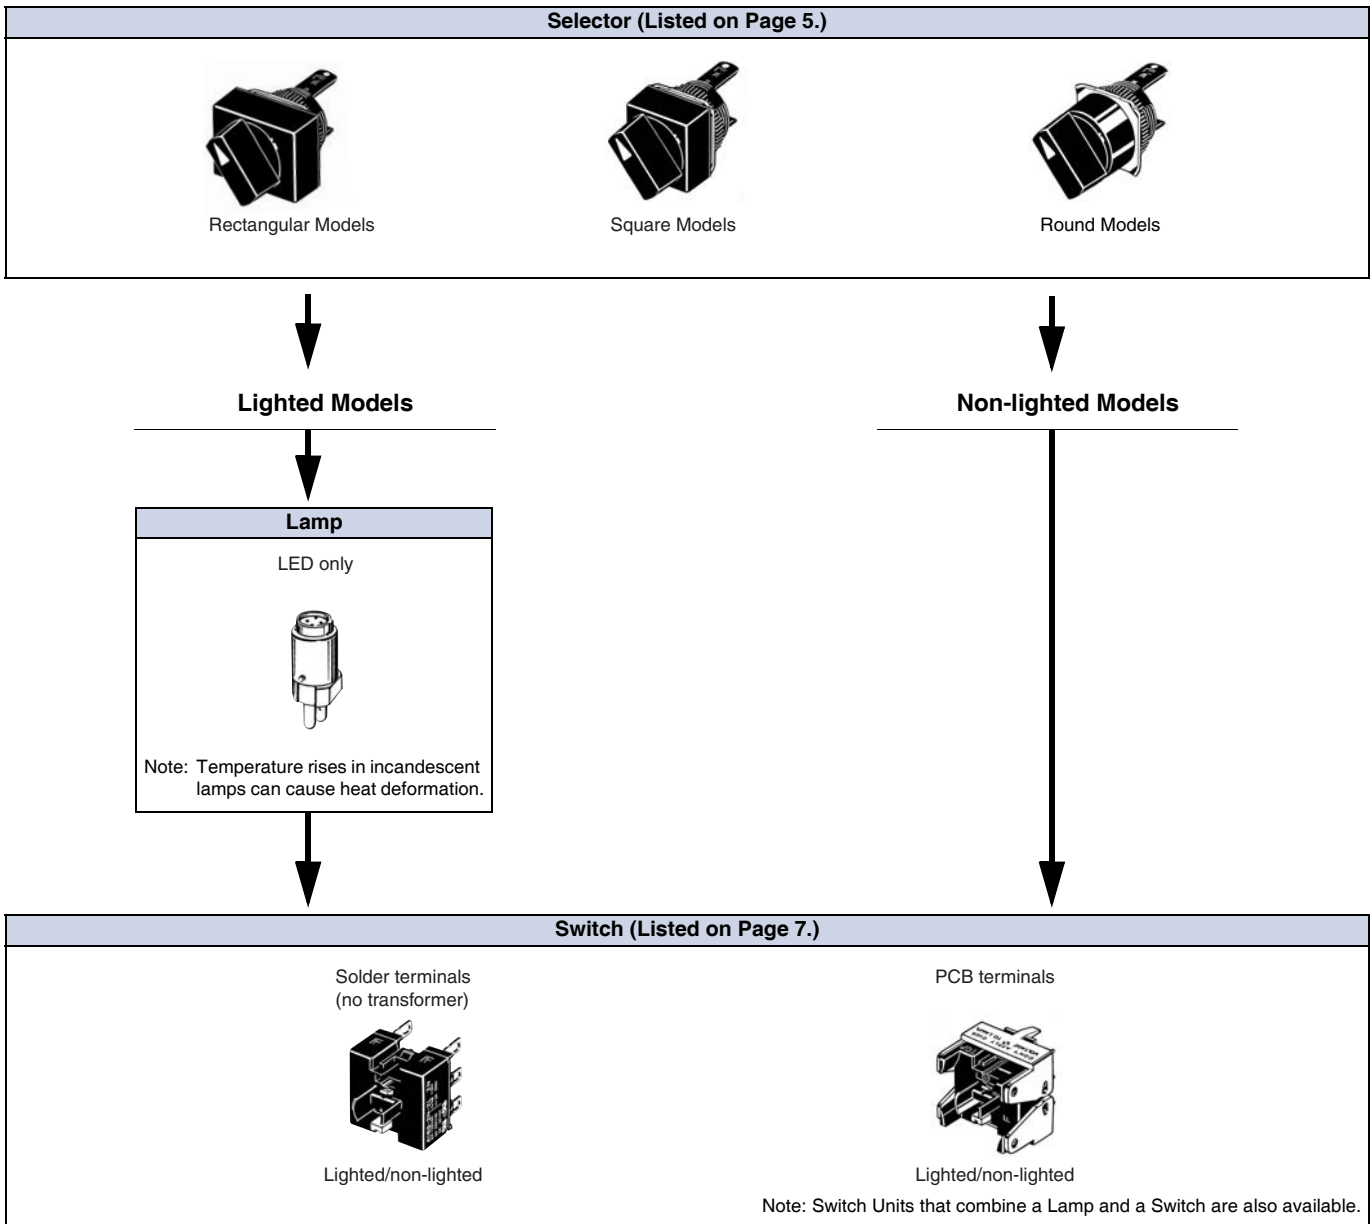 Selector (Listed on Page 5.)
Rectangular Models
Square Models
Round Models
Lighted Models
Non-lighted Models
Lamp
LED only
Note: Temperature rises in incandescent
lamps can cause heat deformation.
Switch (Listed on Page 7.)
Solder terminals
(no transformer)
PCB terminals
Lighted/non-lighted
Lighted/non-lighted
Note: Switch Units that combine a Lamp and a Switch are also available.